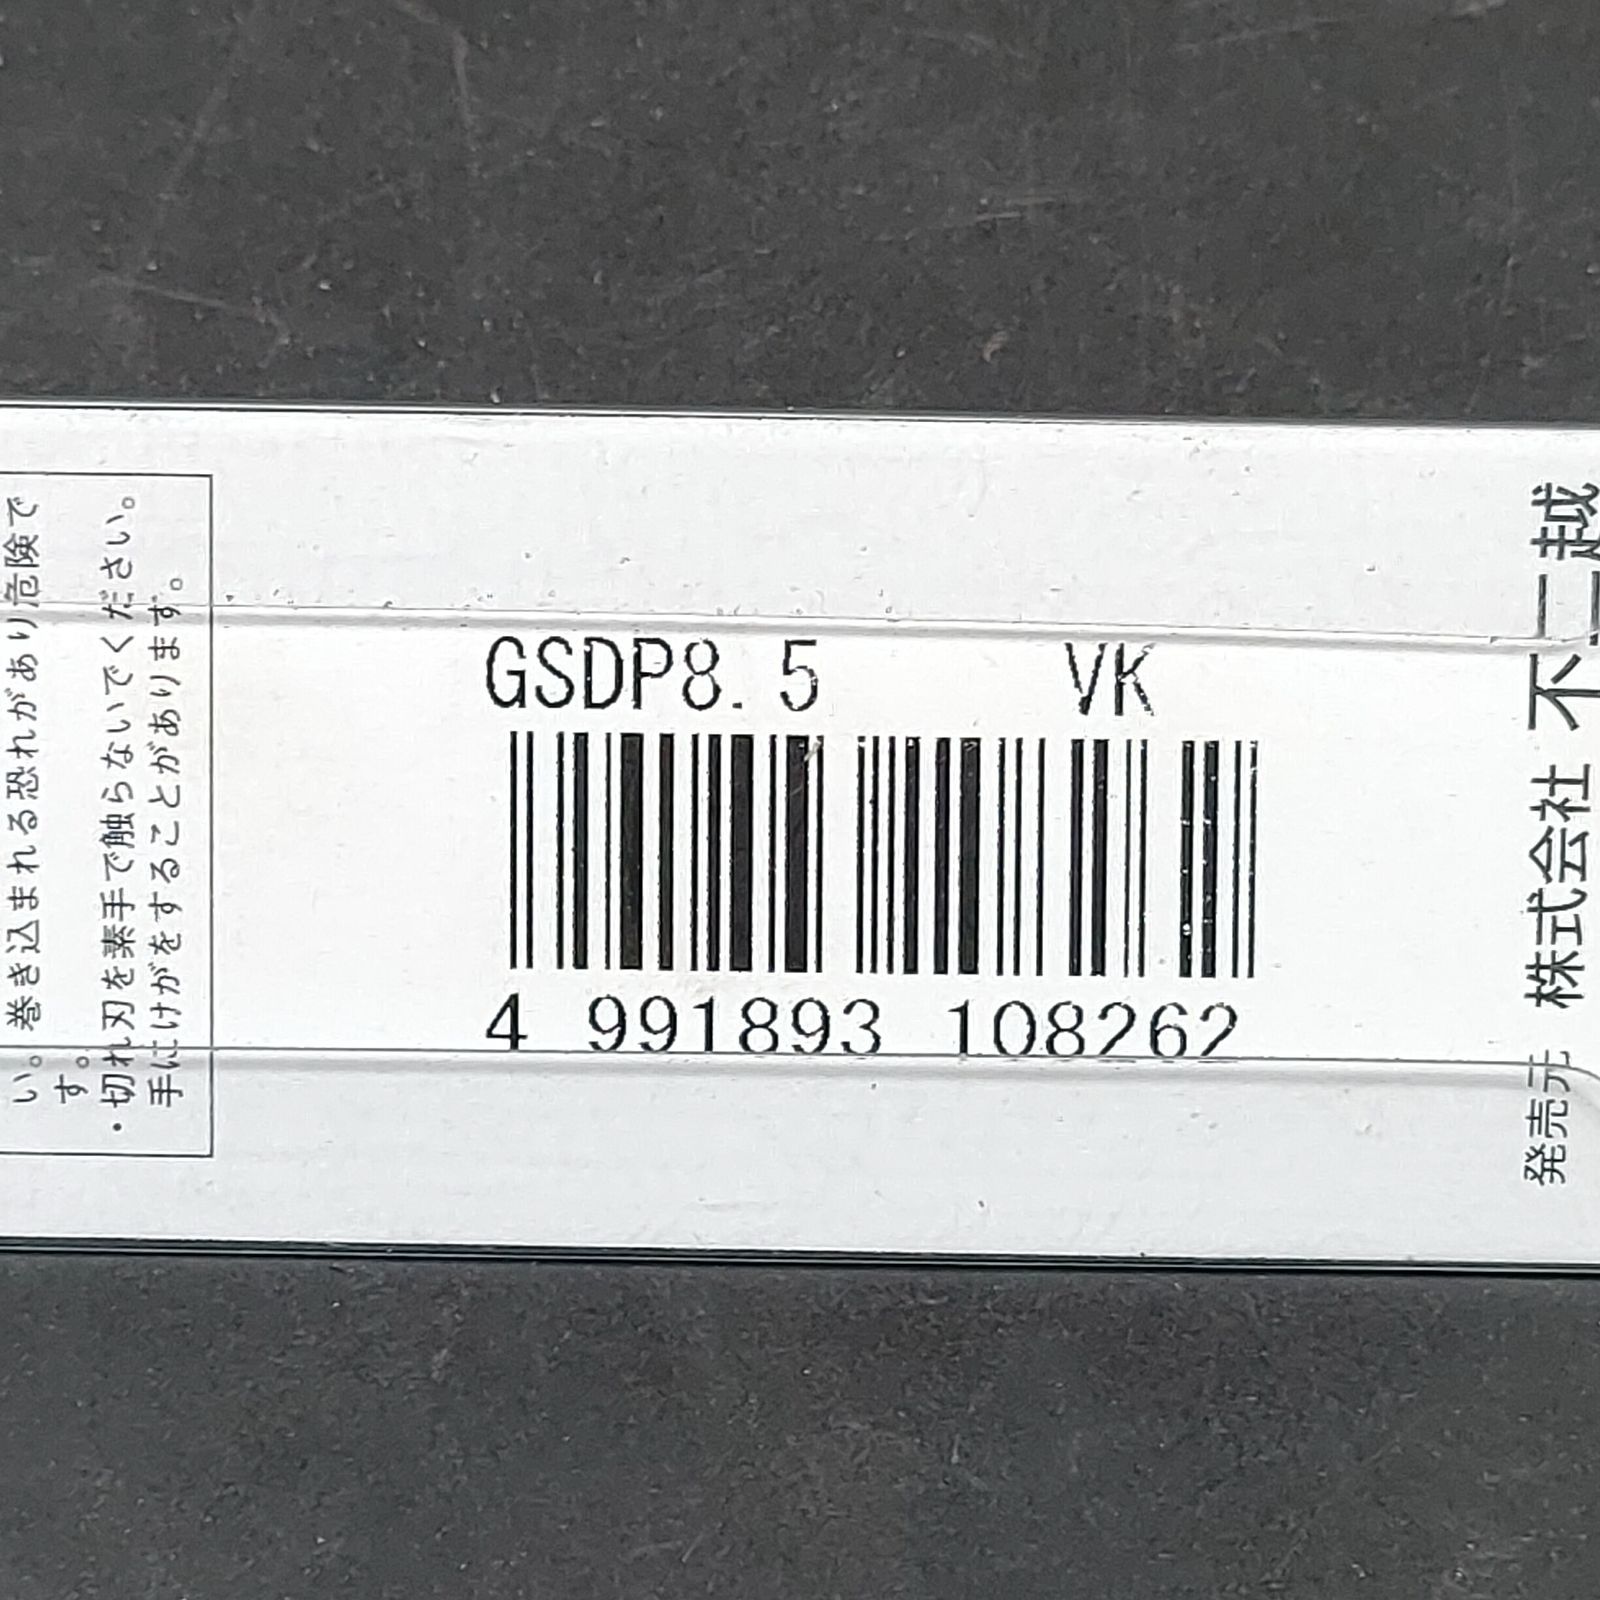 い。巻き込まれる恐れがあり危険で
す。
・切れ刃を素手で触らないでください。
手にけがをすることがあります。
GSDP8.5 VK
4 991893 108262
発売元 株式会社 不二越